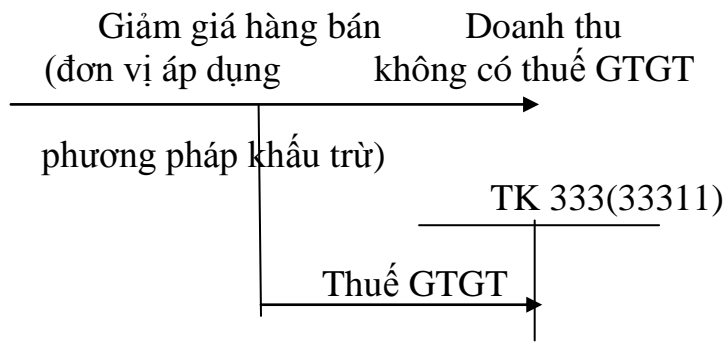 Giảm giá hàng bán Doanh thu
(đơn vị áp dụng không có thuế GTGT
phương pháp khấu trừ)
TK 333(33311)
Thuế GTGT